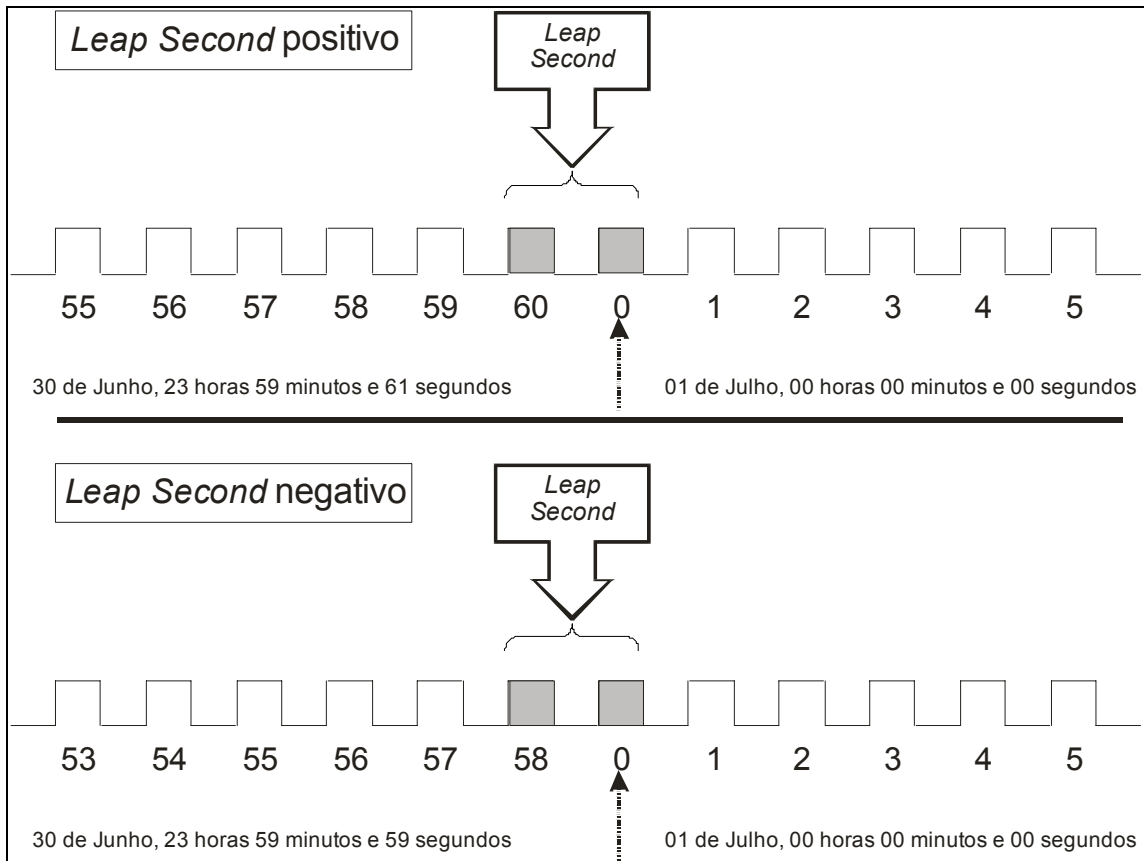 Leap Second positivo
Leap
Second
55 56 57 58 59 60 0 1 2 3 4 5
30 de Junho, 23 horas 59 minutos e 61 segundos
01 de Julho, 00 horas 00 minutos e 00 segundos
Leap Second negativo
Leap
Second
53 54 55 56 57 58 0 1 2 3 4 5
30 de Junho, 23 horas 59 minutos e 59 segundos
01 de Julho, 00 horas 00 minutos e 00 segundos